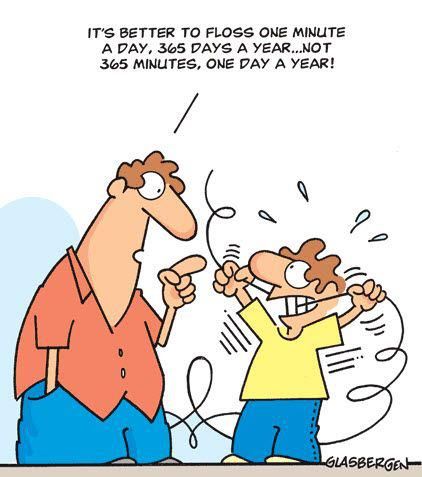 IT'S BETTER TO FLOSS ONE MINUTE
A DAY, 365 DAYS A YEAR...NOT
365 MINUTES, ONE DAY A YEAR!
GLASBERGEN